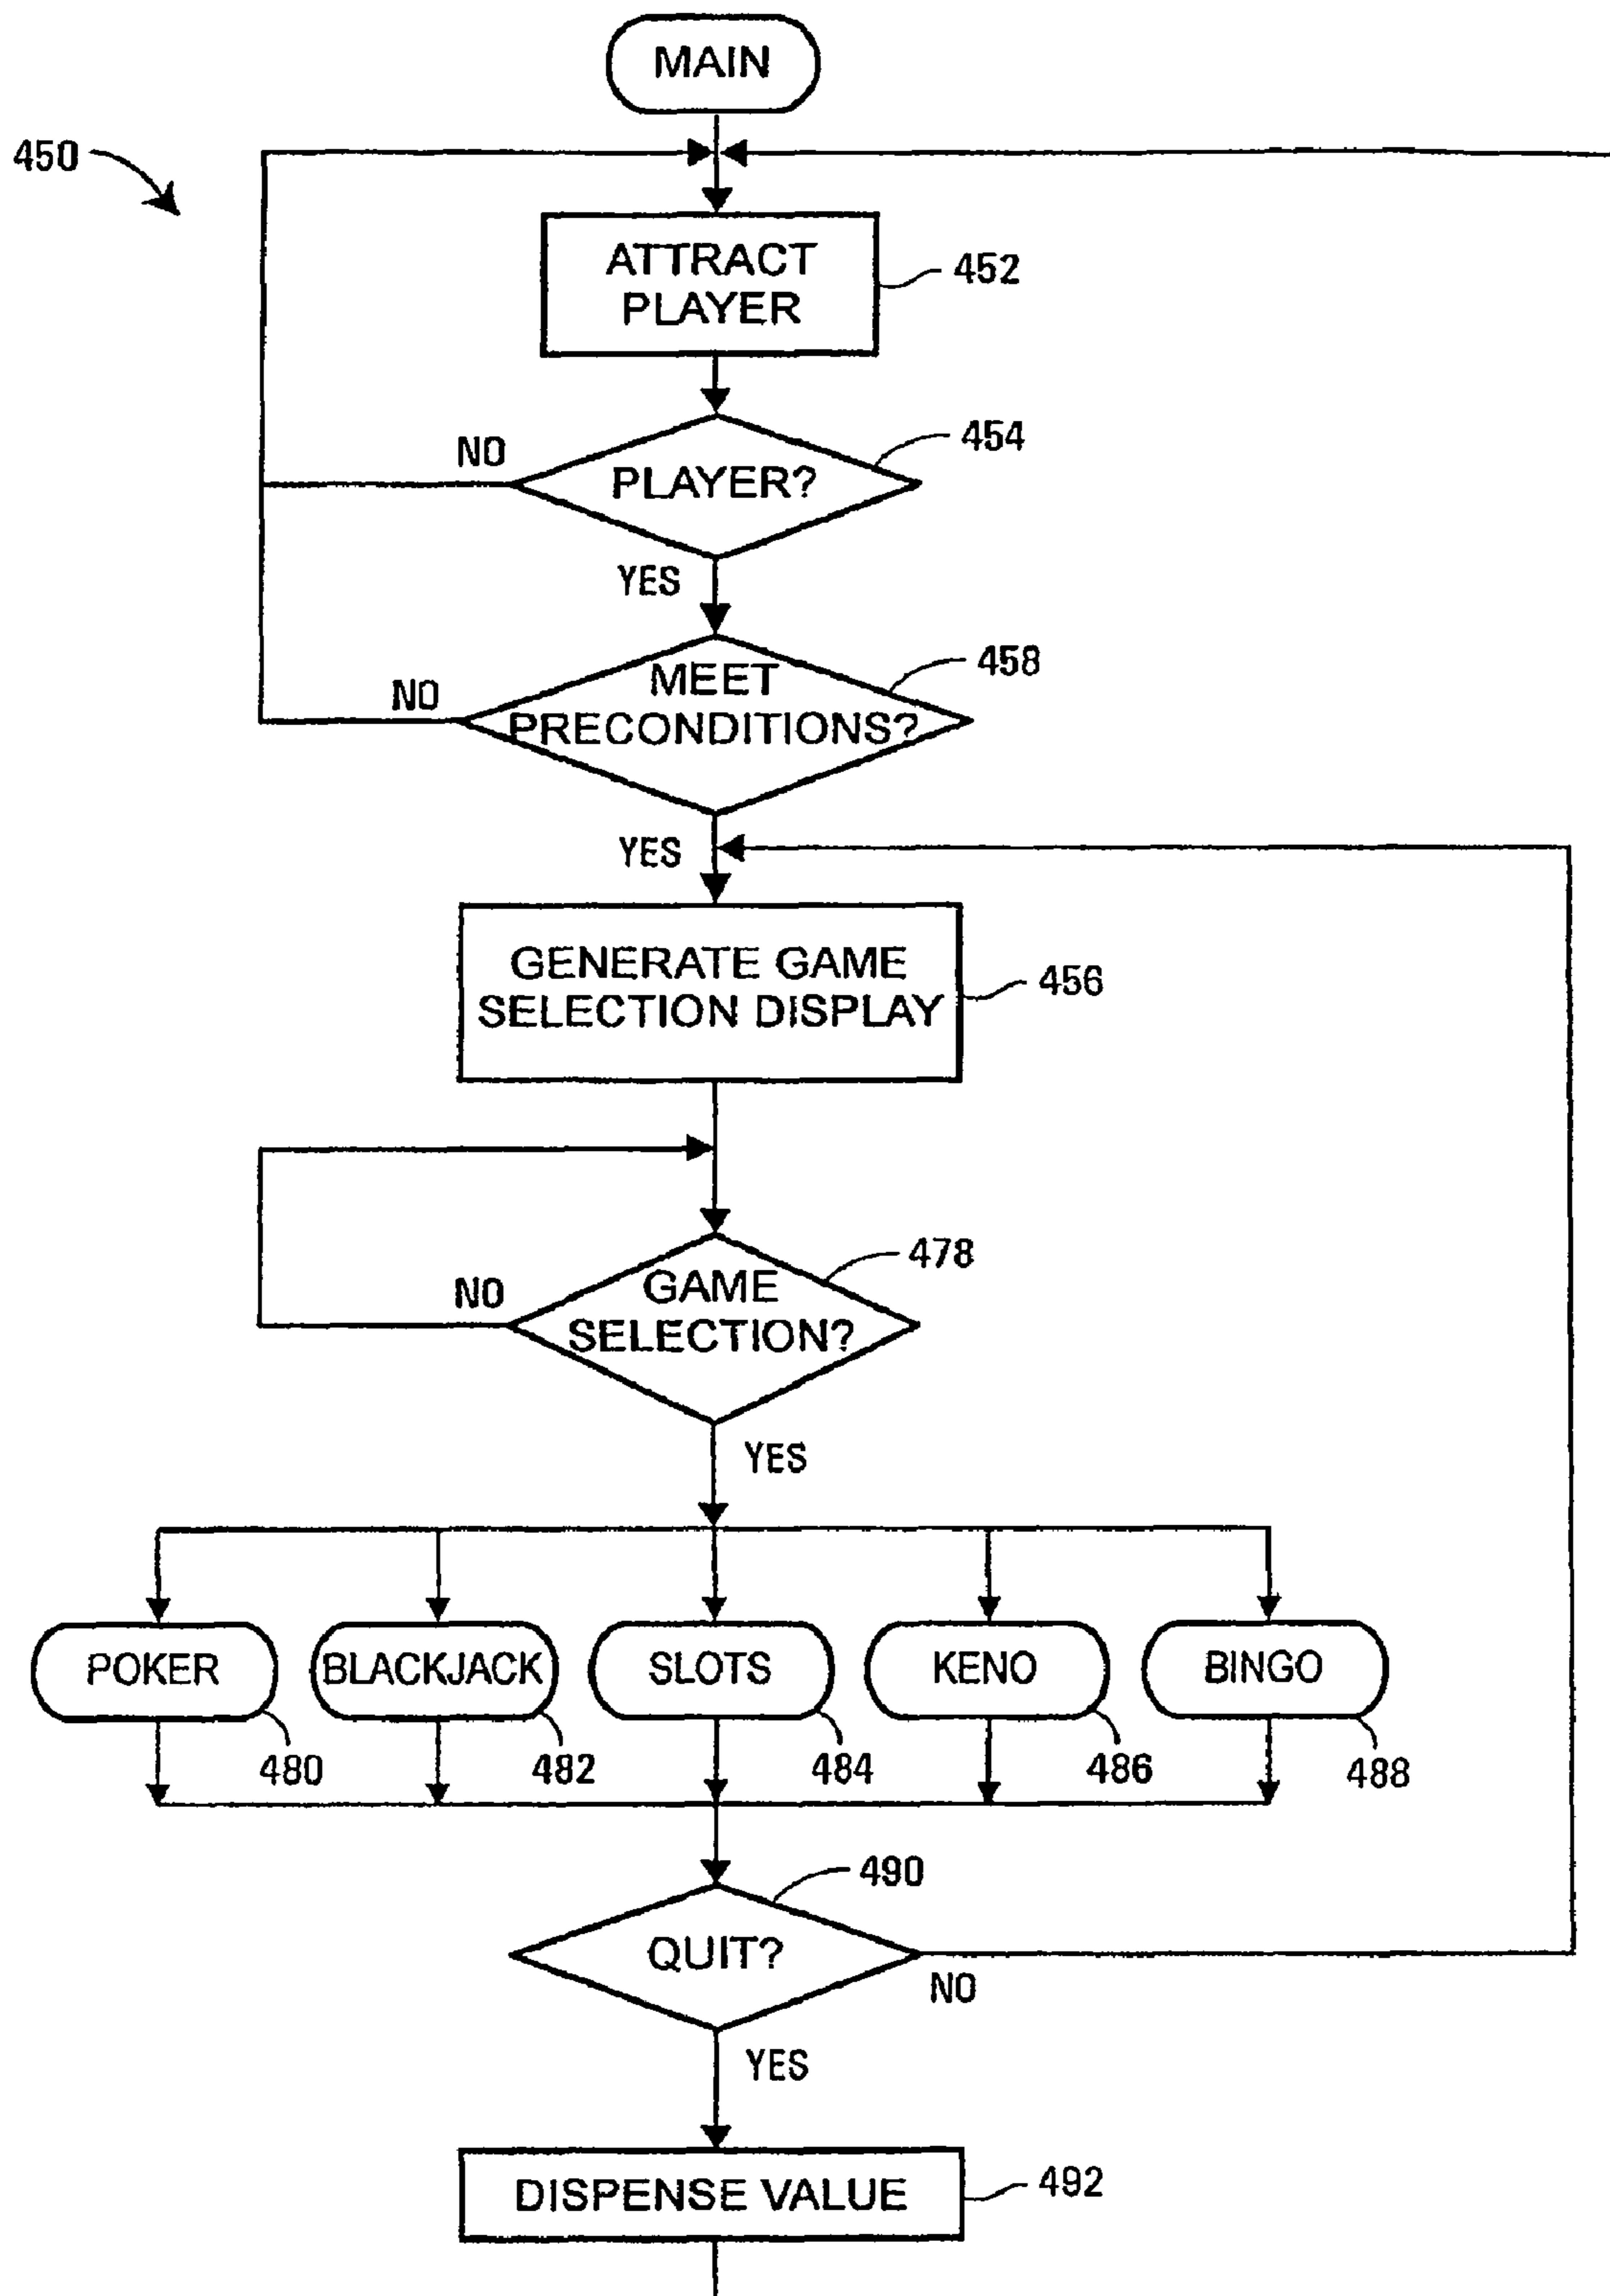 MAIN
450
ATTRACT
PLAYER
452
NO
PLAYER?
454
YES
NO
MEET
PRECONDITIONS?
458
YES
GENERATE GAME
SELECTION DISPLAY
456
NO
GAME
SELECTION?
478
YES
POKER
BLACKJACK
SLOTS
KENO
BINGO
480
482
484
486
488
490
QUIT?
NO
YES
DISPENSE VALUE
492